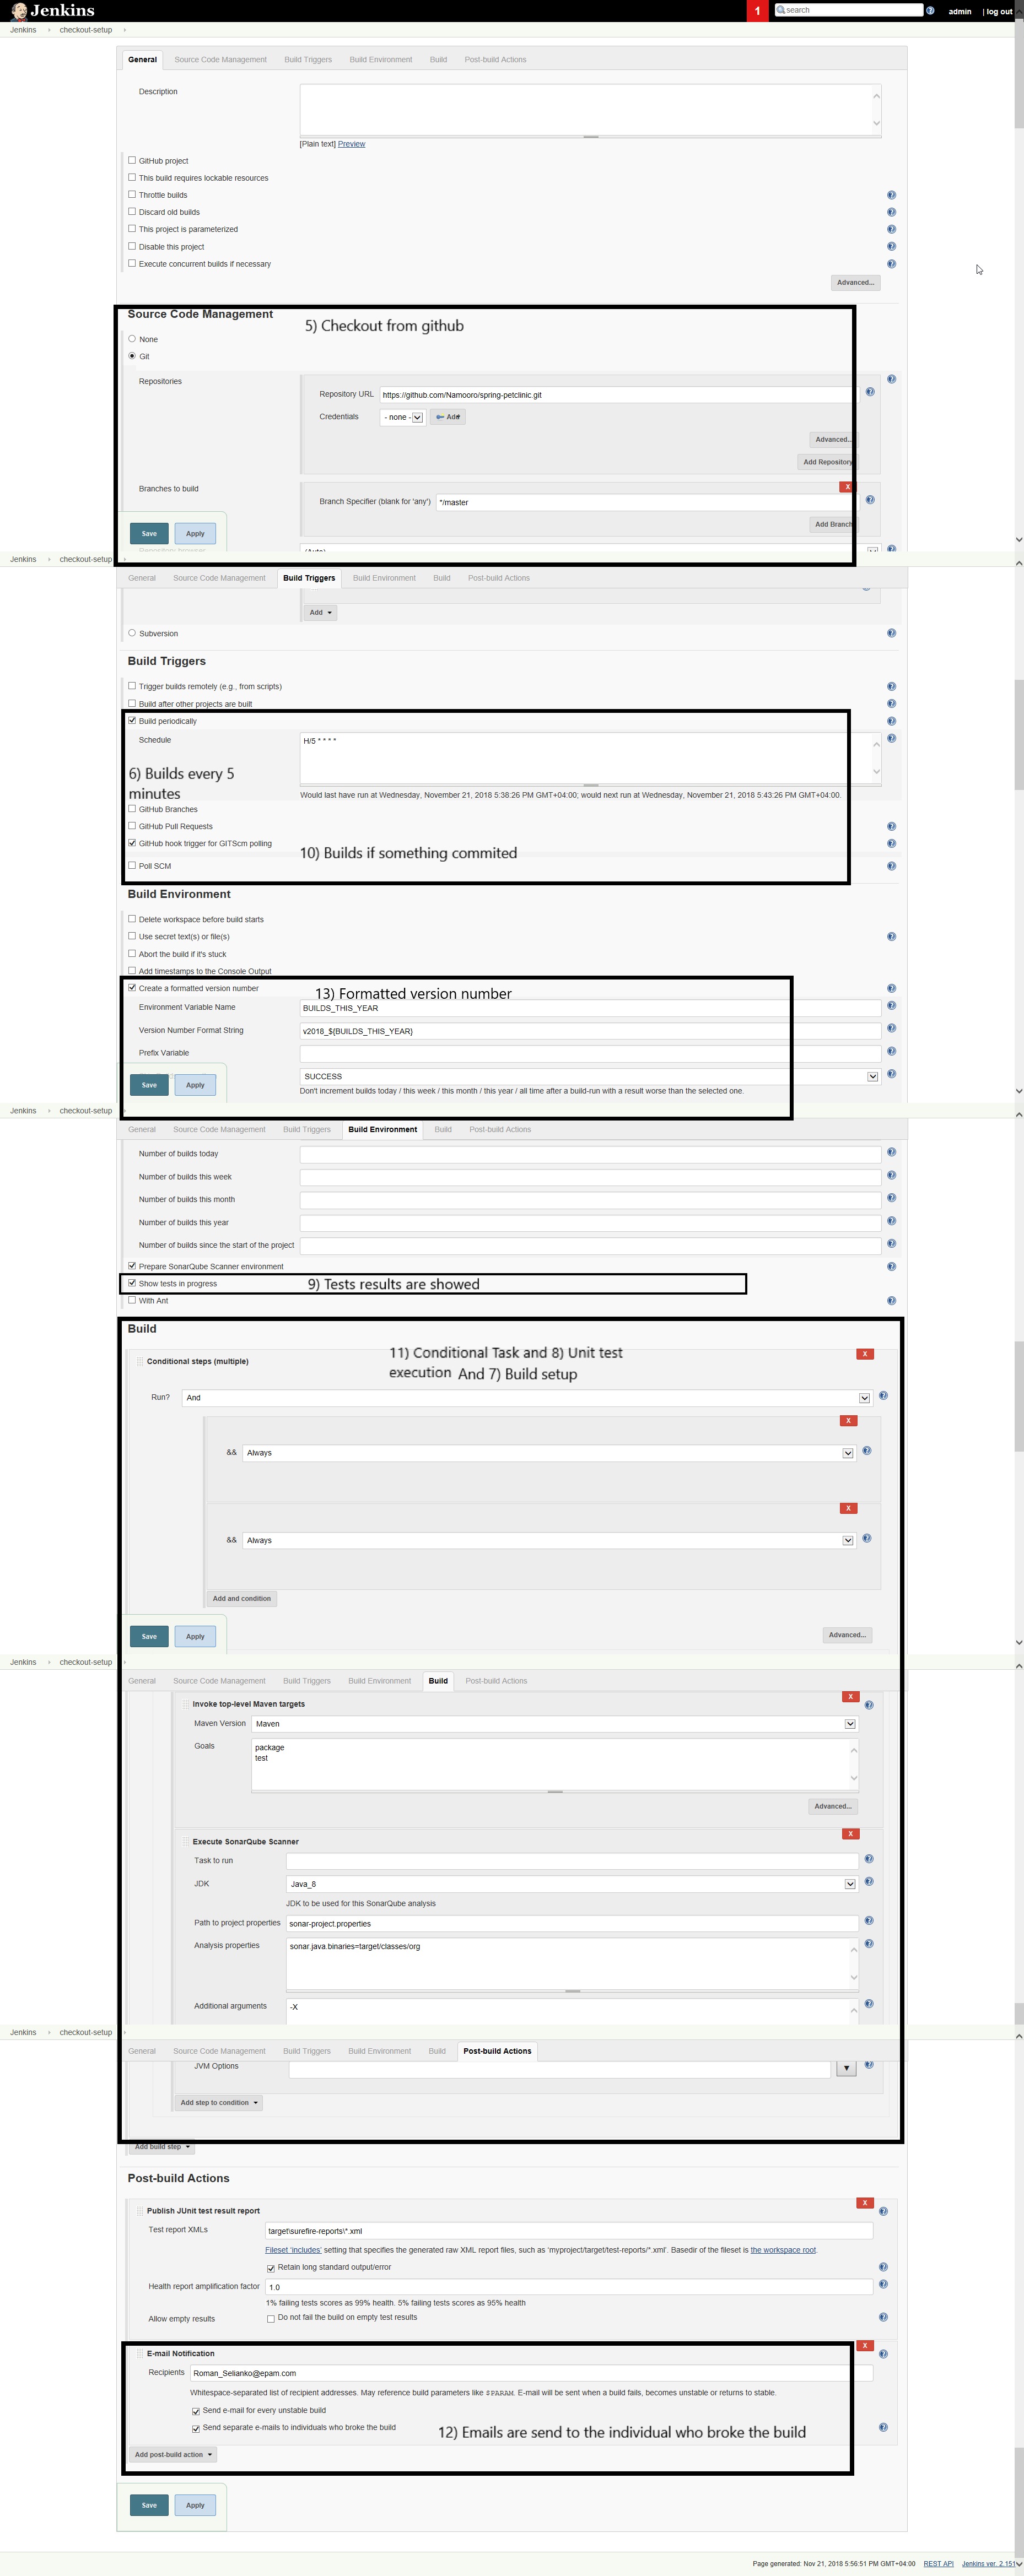 Jenkins
1
search
admin
| log out
Jenkins
checkout-setup
General
Source Code Management
Build Triggers
Build Environment
Build
Post-build Actions
Description
[Plain text] Preview
GitHub project
This build requires lockable resources
Throttle builds
Discard old builds
This project is parameterized
Disable this project
Execute concurrent builds if necessary
Advanced...
Source Code Management
5) Checkout from github
None
Git
Repositories
Repository URL
https://github.com/Namooro/spring-petclinic.git
Credentials
- none -
Add
Advanced...
Add Repository
Branches to build
X
Branch Specifier (blank for 'any')
*/master
Add Branch
Save
Apply
Repository browser
(Auto)
Jenkins
checkout-setup
General
Source Code Management
Build Triggers
Build Environment
Build
Post-build Actions
Add
Subversion
Build Triggers
Trigger builds remotely (e.g., from scripts)
Build after other projects are built
Build periodically
Schedule
H/5 * * * *
6) Builds every 5
minutes
Would last have run at Wednesday, November 21, 2018 5:38:26 PM GMT+04:00; would next run at Wednesday, November 21, 2018 5:43:26 PM GMT+04:00.
GitHub Branches
GitHub Pull Requests
GitHub hook trigger for GITScm polling
10) Builds if something commited
Poll SCM
Build Environment
Delete workspace before build starts
Use secret text(s) or file(s)
Abort the build if it's stuck
Add timestamps to the Console Output
Create a formatted version number
13) Formatted version number
Environment Variable Name
BUILDS_THIS_YEAR
Version Number Format String
v2018_${BUILDS_THIS_YEAR}
Prefix Variable
Save
Apply
SUCCESS
Don't increment builds today / this week / this month / this year / all time after a build-run with a result worse than the selected one.
Jenkins
checkout-setup
General
Source Code Management
Build Triggers
Build Environment
Build
Post-build Actions
Number of builds today
Number of builds this week
Number of builds this month
Number of builds this year
Number of builds since the start of the project
Prepare SonarQube Scanner environment
Show tests in progress
9) Tests results are showed
With Ant
Build
11) Conditional Task and 8) Unit test
execution And 7) Build setup
Conditional steps (multiple)
X
Run?
And
X
&&
Always
X
&&
Always
Add and condition
Save
Apply
Advanced...
Jenkins
checkout-setup
General
Source Code Management
Build Triggers
Build Environment
Build
Post-build Actions
Invoke top-level Maven targets
X
Maven Version
Maven
Goals
package
test
Advanced...
Execute SonarQube Scanner
X
Task to run
JDK
Java_8
JDK to be used for this SonarQube analysis
Path to project properties
sonar-project.properties
Analysis properties
sonar.java.binaries=target/classes/org
Additional arguments
-X
Jenkins
checkout-setup
General
Source Code Management
Build Triggers
Build Environment
Build
Post-build Actions
JVM Options
Add step to condition
Add build step
Post-build Actions
Publish JUnit test result report
X
Test report XMLs
target\surefire-reports\*.xml
Fileset 'includes' setting that specifies the generated raw XML report files, such as 'myproject/target/test-reports/*.xml'. Basedir of the fileset is the workspace root.
Retain long standard output/error
Health report amplification factor
1.0
1% failing tests scores as 99% health. 5% failing tests scores as 95% health
Allow empty results
Do not fail the build on empty test results
E-mail Notification
X
Recipients
Roman_Selianko@epam.com
Whitespace-separated list of recipient addresses. May reference build parameters like $PARAM. E-mail will be sent when a build fails, becomes unstable or returns to stable.
Send e-mail for every unstable build
Send separate e-mails to individuals who broke the build
12) Emails are send to the individual who broke the build
Add post-build action
Save
Apply
Page generated: Nov 21, 2018 5:56:51 PM GMT+04:00
REST API
Jenkins ver. 2.151